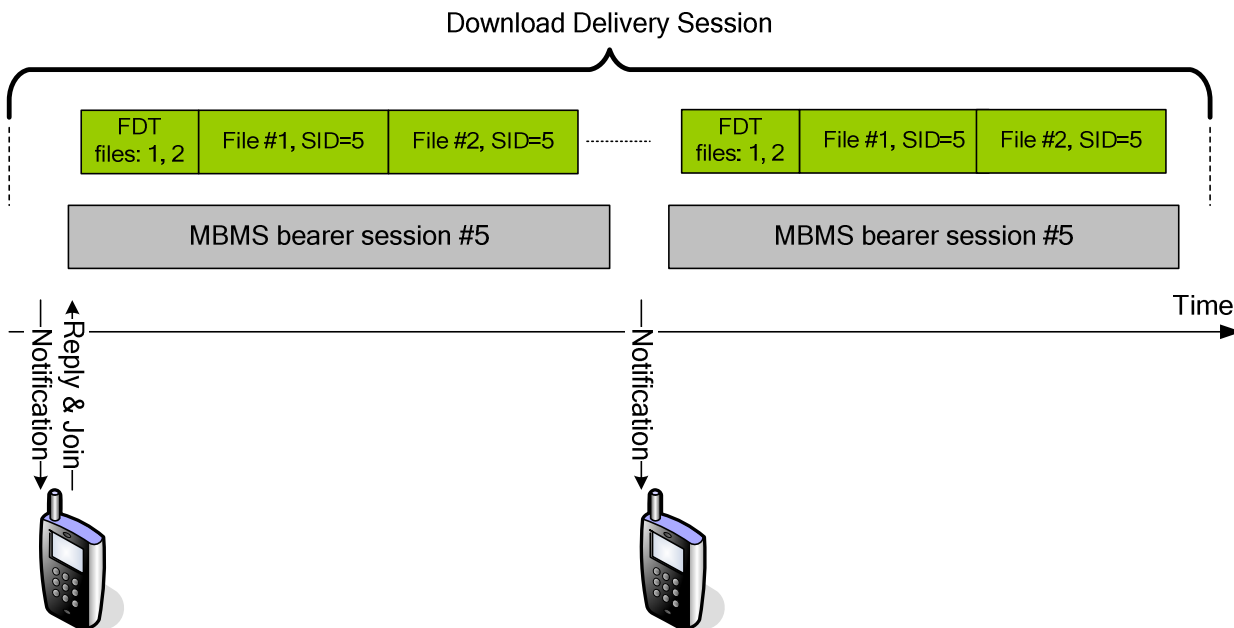 Download Delivery Session
FDT
files: 1, 2
File #1, SID=5
File #2, SID=5
FDT
files: 1, 2
File #1, SID=5
File #2, SID=5
MBMS bearer session #5
MBMS bearer session #5
Time
Notification
Reply & Join
Notification